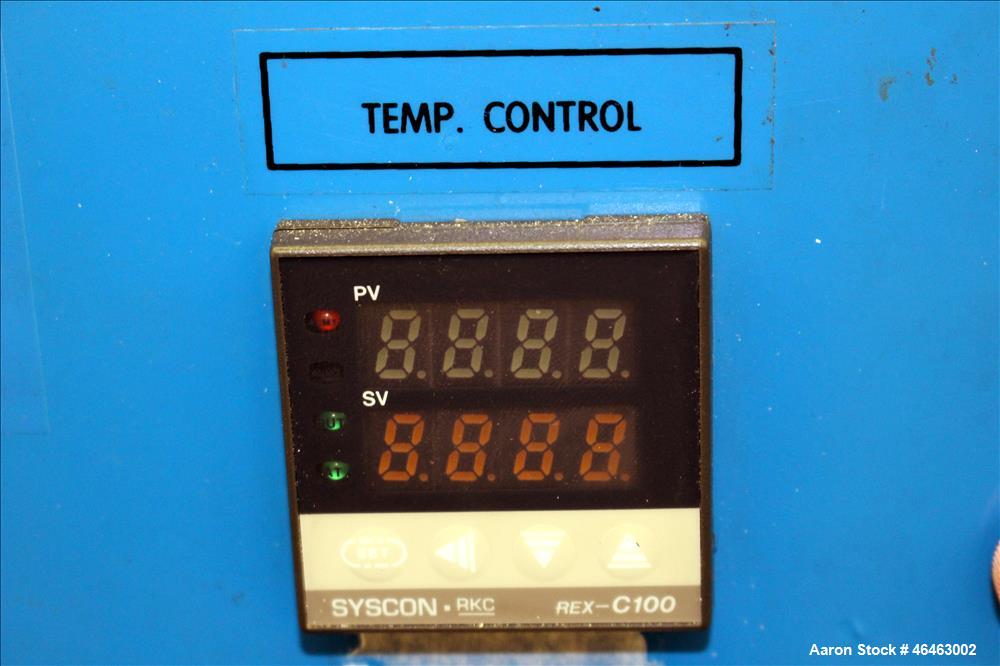 TEMP. CONTROL
PV
8.8.8.8.
SV
8.8.8.8.
SET
SYSCON • RKC REX-C100
Aaron Stock # 46463002